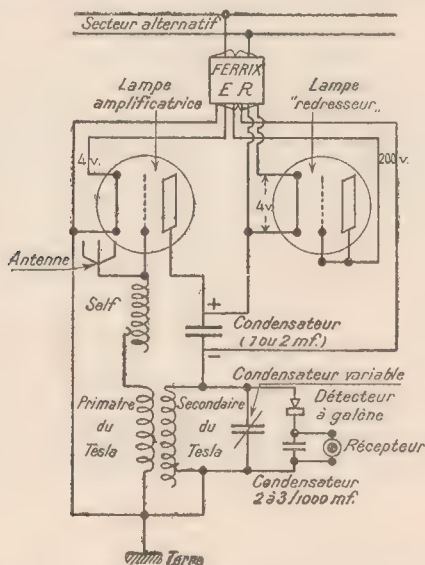 Secteur alternatif
FERRIX
E R
Lampe
amplificatrice
Lampe
"redresseur„
4 v.
4v.
200 v.
Antenne
Self
+
Condensateur
(1 ou 2 mf.)
−
Condensateur variable
Primaire
du
Tesla
Secondaire
du
Tesla
Détecteur
à galène
Récepteur
Condensateur
2 à 3/1000 mf.
Terre